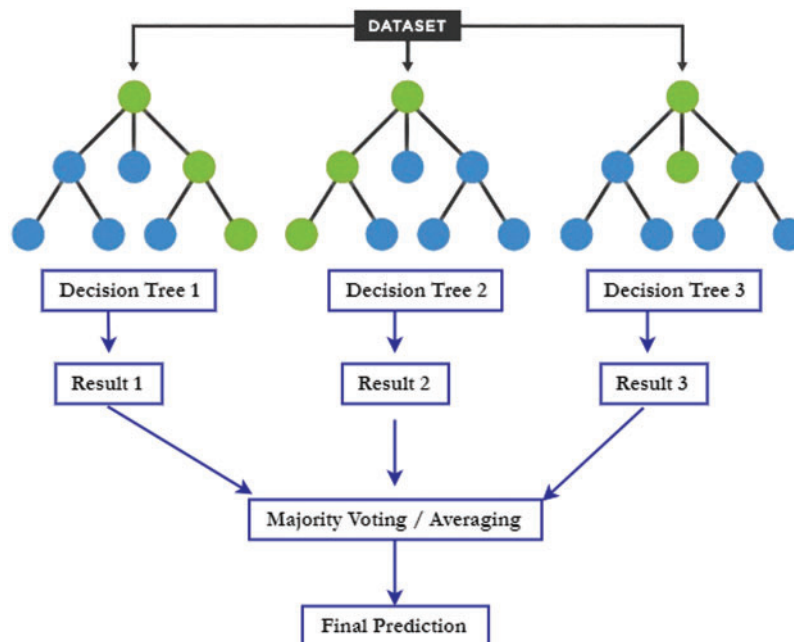 DATASET
Decision Tree 1
Decision Tree 2
Decision Tree 3
Result 1
Result 2
Result 3
Majority Voting / Averaging
Final Prediction